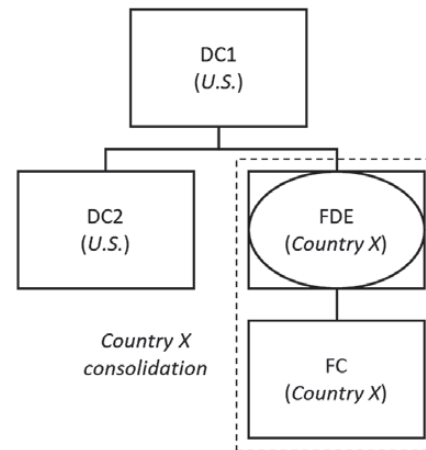 DC1
(U.S.)
DC2
(U.S.)
FDE
(Country X)
Country X
consolidation
FC
(Country X)